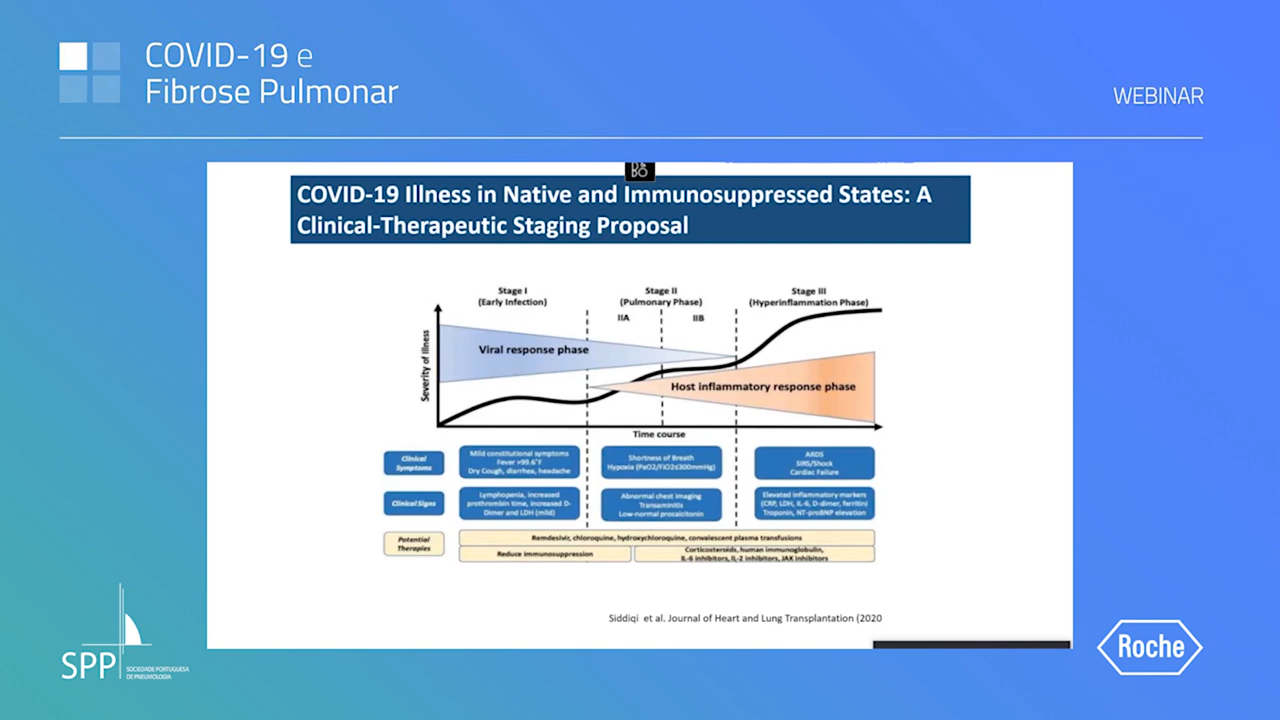 COVID-19 e
Fibrose Pulmonar
WEBINAR
COVID-19 Illness in Native and Immunosuppressed States: A
Clinical-Therapeutic Staging Proposal
Stage I
(Early Infection)
Stage II
(Pulmonary Phase)
Stage III
(Hyperinflammation Phase)
IIA
IIB
Severity of Illness
Viral response phase
Host inflammatory response phase
Time course
Clinical
Symptoms
Mild constitutional symptoms
Fever >99.6°F
Dry Cough, diarrhea, headache
Shortness of Breath
Hypoxia (PaO2/FiO2≤300mmHg)
ARDS
SIRS/Shock
Cardiac Failure
Clinical Signs
Lymphopenia, increased
prothrombin time, increased D-
Dimer and LDH (mild)
Abnormal chest imaging
Transaminitis
Low-normal procalcitonin
Elevated inflammatory markers
(CRP, LDH, IL-6, D-dimer, ferritin)
Troponin, NT-proBNP elevation
Potential
Therapies
Remdesivir, chloroquine, hydroxychloroquine, convalescent plasma transfusions
Reduce immunosuppression
Corticosteroids, human immunoglobulin,
IL-6 inhibitors, IL-2 inhibitors, JAK inhibitors
Siddiqi et al. Journal of Heart and Lung Transplantation (2020
SPP
SOCIEDADE PORTUGUESA
DE PNEUMOLOGIA
Roche